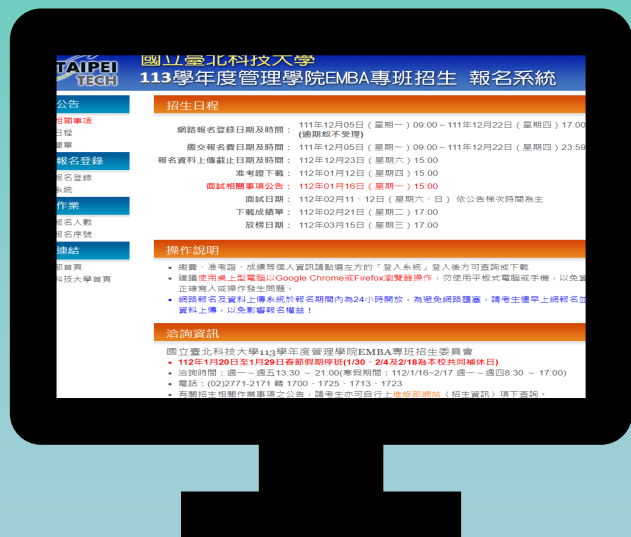 TAIPEI
TECH
國立臺北科技大學
113學年度管理學院EMBA專班招生 報名系統
公告
相關事項
日程
簡章
報名登錄
報名登錄
系統
作業
報名人數
報名序號
連結
部首頁
科技大學首頁
招生日程
網路報名登錄日期及時間： 111年12月05日（星期一）09:00～111年12月22日（星期四）17:00
(逾期恕不受理)
繳交報名費日期及時間： 111年12月05日（星期一）09:00～111年12月22日（星期四）23:59
報名資料上傳截止日期及時間： 112年12月23日（星期六）15:00
准考證下載： 112年01月12日（星期四）15:00
面試相關事項公告： 112年01月16日（星期一）15:00
面試日期： 112年02月11、12日（星期六、日） 依公告梯次時間為主
下載成績單： 112年02月21日（星期二）17:00
放榜日期： 112年03月15日（星期三）17:00
操作說明
• 繳費、准考證、成績等個人資訊請點選左方的「登入系統」登入後方可查詢或下載
• 建議使用桌上型電腦以Google Chrome或Firefox瀏覽器操作，勿使用平板式電腦或手機，以免資
正確寫入或操作發生問題。
• 網路報名及資料上傳系統於報名期間內為24小時開放，為避免網路壅塞，請考生儘早上網報名並
資料上傳，以免影響報名權益！
洽詢資訊
國立臺北科技大學113學年度管理學院EMBA專班招生委員會
• 112年1月20日至1月29日春節假期停班(1/30、2/4及2/18為本校共同補休日)
• 洽詢時間：週一～週五13:30 ~ 21:00(寒假期間：112/1/16~2/17 週一～週四8:30 ~ 17:00)
• 電話：(02)2771-2171 轉 1700、1725、1713、1723
• 有關招生相關作業事項之公告，請考生亦可自行上進修部網站（招生資訊）項下查詢。